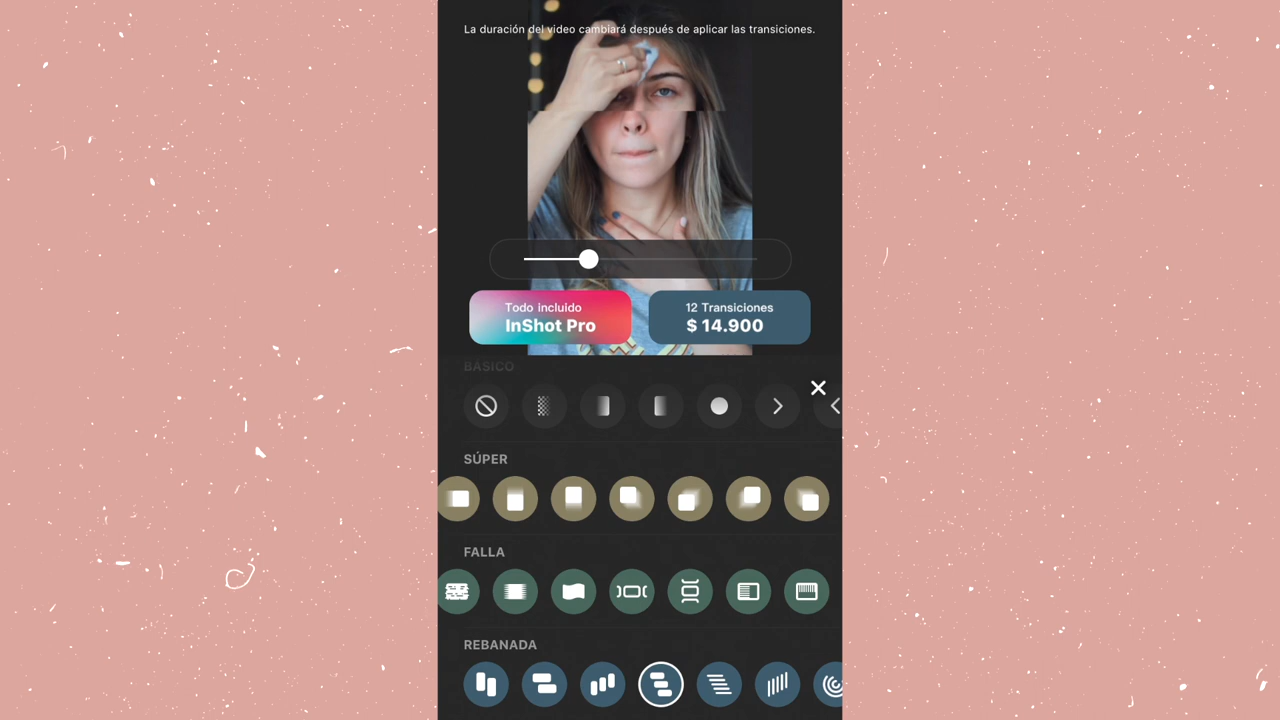 La duración del video cambiará después de aplicar las transiciones.
Todo incluido
InShot Pro
12 Transiciones
$ 14.900
BÁSICO
SÚPER
FALLA
REBANADA